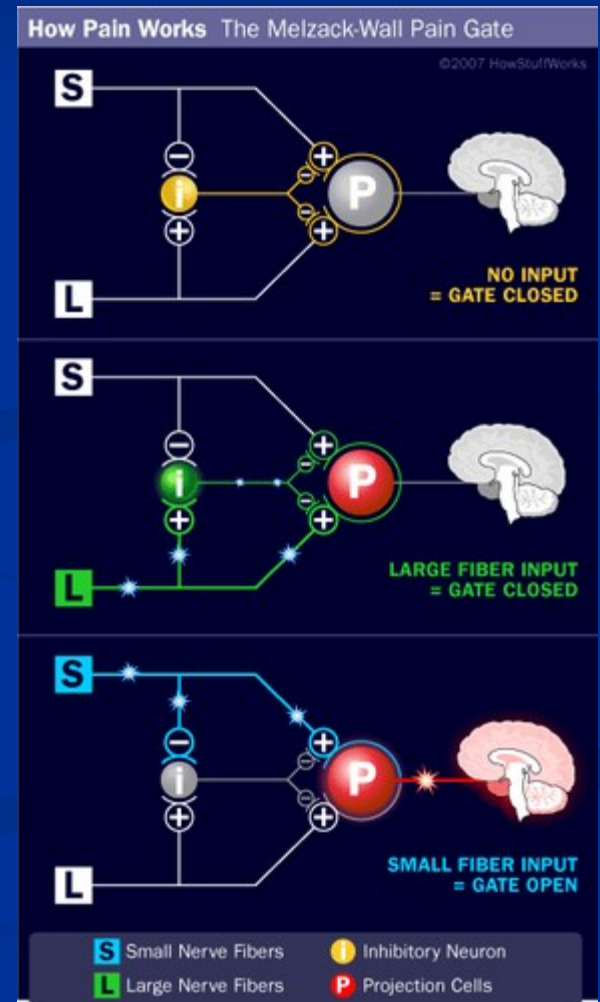 How Pain Works The Melzack-Wall Pain Gate
©2007 HowStuffWorks
S
−
+
−
i
P
−
+
+
NO INPUT
= GATE CLOSED
L
S
−
+
−
i
P
−
+
+
LARGE FIBER INPUT
= GATE CLOSED
L
S
−
+
−
i
P
−
+
+
SMALL FIBER INPUT
= GATE OPEN
L
S Small Nerve Fibers
i Inhibitory Neuron
L Large Nerve Fibers
P Projection Cells